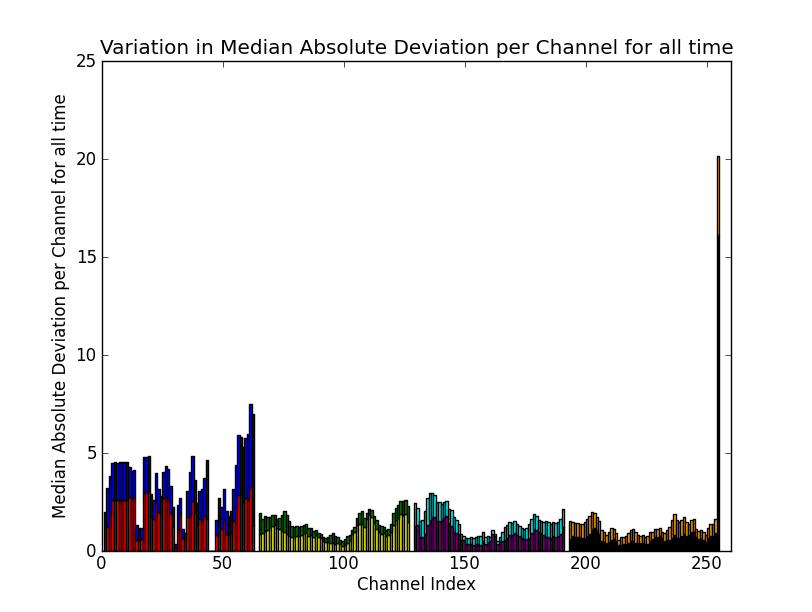 Variation in Median Absolute Deviation per Channel for all time
25
20
15
10
5
0
Median Absolute Deviation per Channel for all time
0 50 100 150 200 250
Channel Index